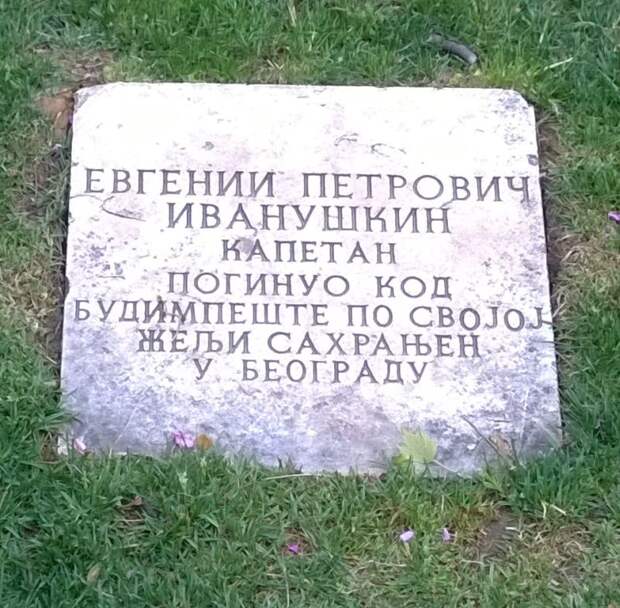 ЕВГЕНИИ ПЕТРОВИЧ
ИВАНУШКИН
КАПЕТАН
ПОГИНУО КОД
БУДИМПЕШТЕ ПО СВОЈОЈ
ЖЕЉИ САХРАЊЕН
У БЕОГРАДУ